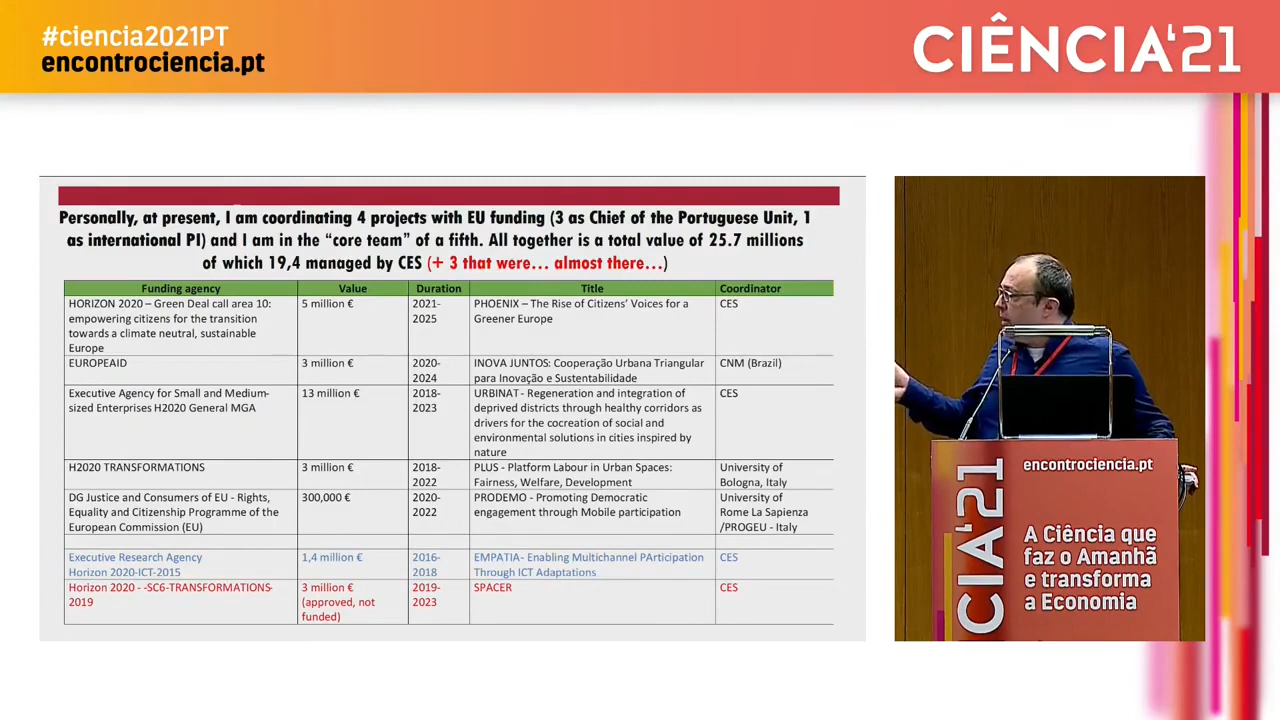 #ciencia2021PT
encontrociencia.pt
CIÊNCIA'21
Personally, at present, I am coordinating 4 projects with EU funding (3 as Chief of the Portuguese Unit, 1
as international PI) and I am in the “core team” of a fifth. All together is a total value of 25.7 millions
of which 19,4 managed by CES (+ 3 that were... almost there...)
Funding agency Value Duration Title Coordinator
HORIZON 2020 – Green Deal call area 10:
empowering citizens for the transition
towards a climate neutral, sustainable
Europe
5 million €
2021-
2025
PHOENIX – The Rise of Citizens’ Voices for a
Greener Europe
CES
EUROPEAID
3 million €
2020-
2024
INOVA JUNTOS: Cooperação Urbana Triangular
para Inovação e Sustentabilidade
CNM (Brazil)
Executive Agency for Small and Medium-
sized Enterprises H2020 General MGA
13 million €
2018-
2023
URBINAT - Regeneration and integration of
deprived districts through healthy corridors as
drivers for the cocreation of social and
environmental solutions in cities inspired by
nature
CES
H2020 TRANSFORMATIONS
3 million €
2018-
2022
PLUS - Platform Labour in Urban Spaces:
Fairness, Welfare, Development
University of
Bologna, Italy
DG Justice and Consumers of EU - Rights,
Equality and Citizenship Programme of the
European Commission (EU)
300,000 €
2020-
2022
PRODEMO - Promoting Democratic
engagement through Mobile participation
University of
Rome La Sapienza
/PROGEU - Italy
Executive Research Agency
Horizon 2020-ICT-2015
1,4 million €
2016-
2018
EMPATIA- Enabling Multichannel PArticipation
Through ICT Adaptations
CES
Horizon 2020 - -SC6-TRANSFORMATIONS-
2019
3 million €
(approved, not
funded)
2019-
2023
SPACER
CES
encontrociencia.pt
CIA'21
A Ciência que
faz o Amanhã
e transforma
a Economia